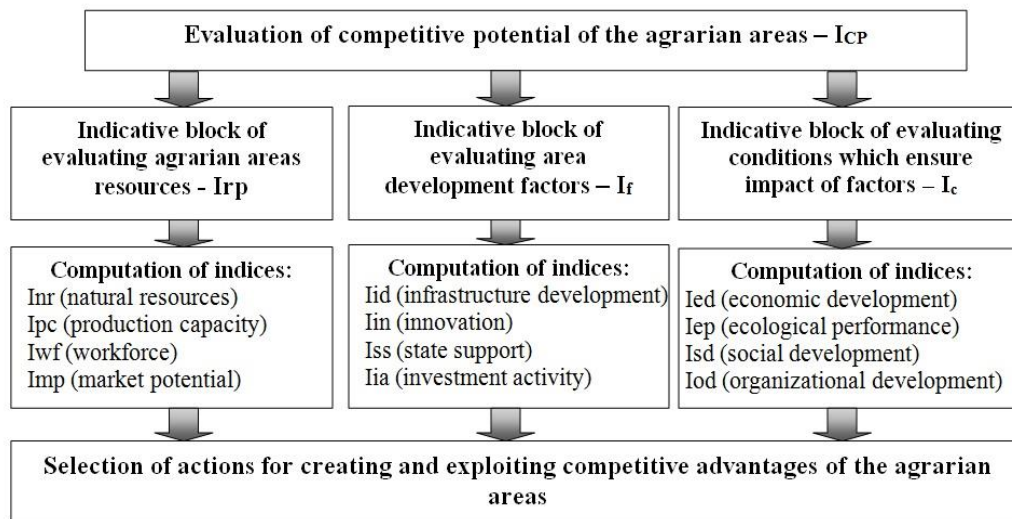 Evaluation of competitive potential of the agrarian areas – ICP
Indicative block of
evaluating agrarian areas
resources - Irp
Indicative block of
evaluating area
development factors – If
Indicative block of evaluating
conditions which ensure
impact of factors – Ic
Computation of indices:
Inr (natural resources)
Ipc (production capacity)
Iwf (workforce)
Imp (market potential)
Computation of indices:
Iid (infrastructure development)
Iin (innovation)
Iss (state support)
Iia (investment activity)
Computation of indices:
Ied (economic development)
Iep (ecological performance)
Isd (social development)
Iod (organizational development)
Selection of actions for creating and exploiting competitive advantages of the agrarian
areas